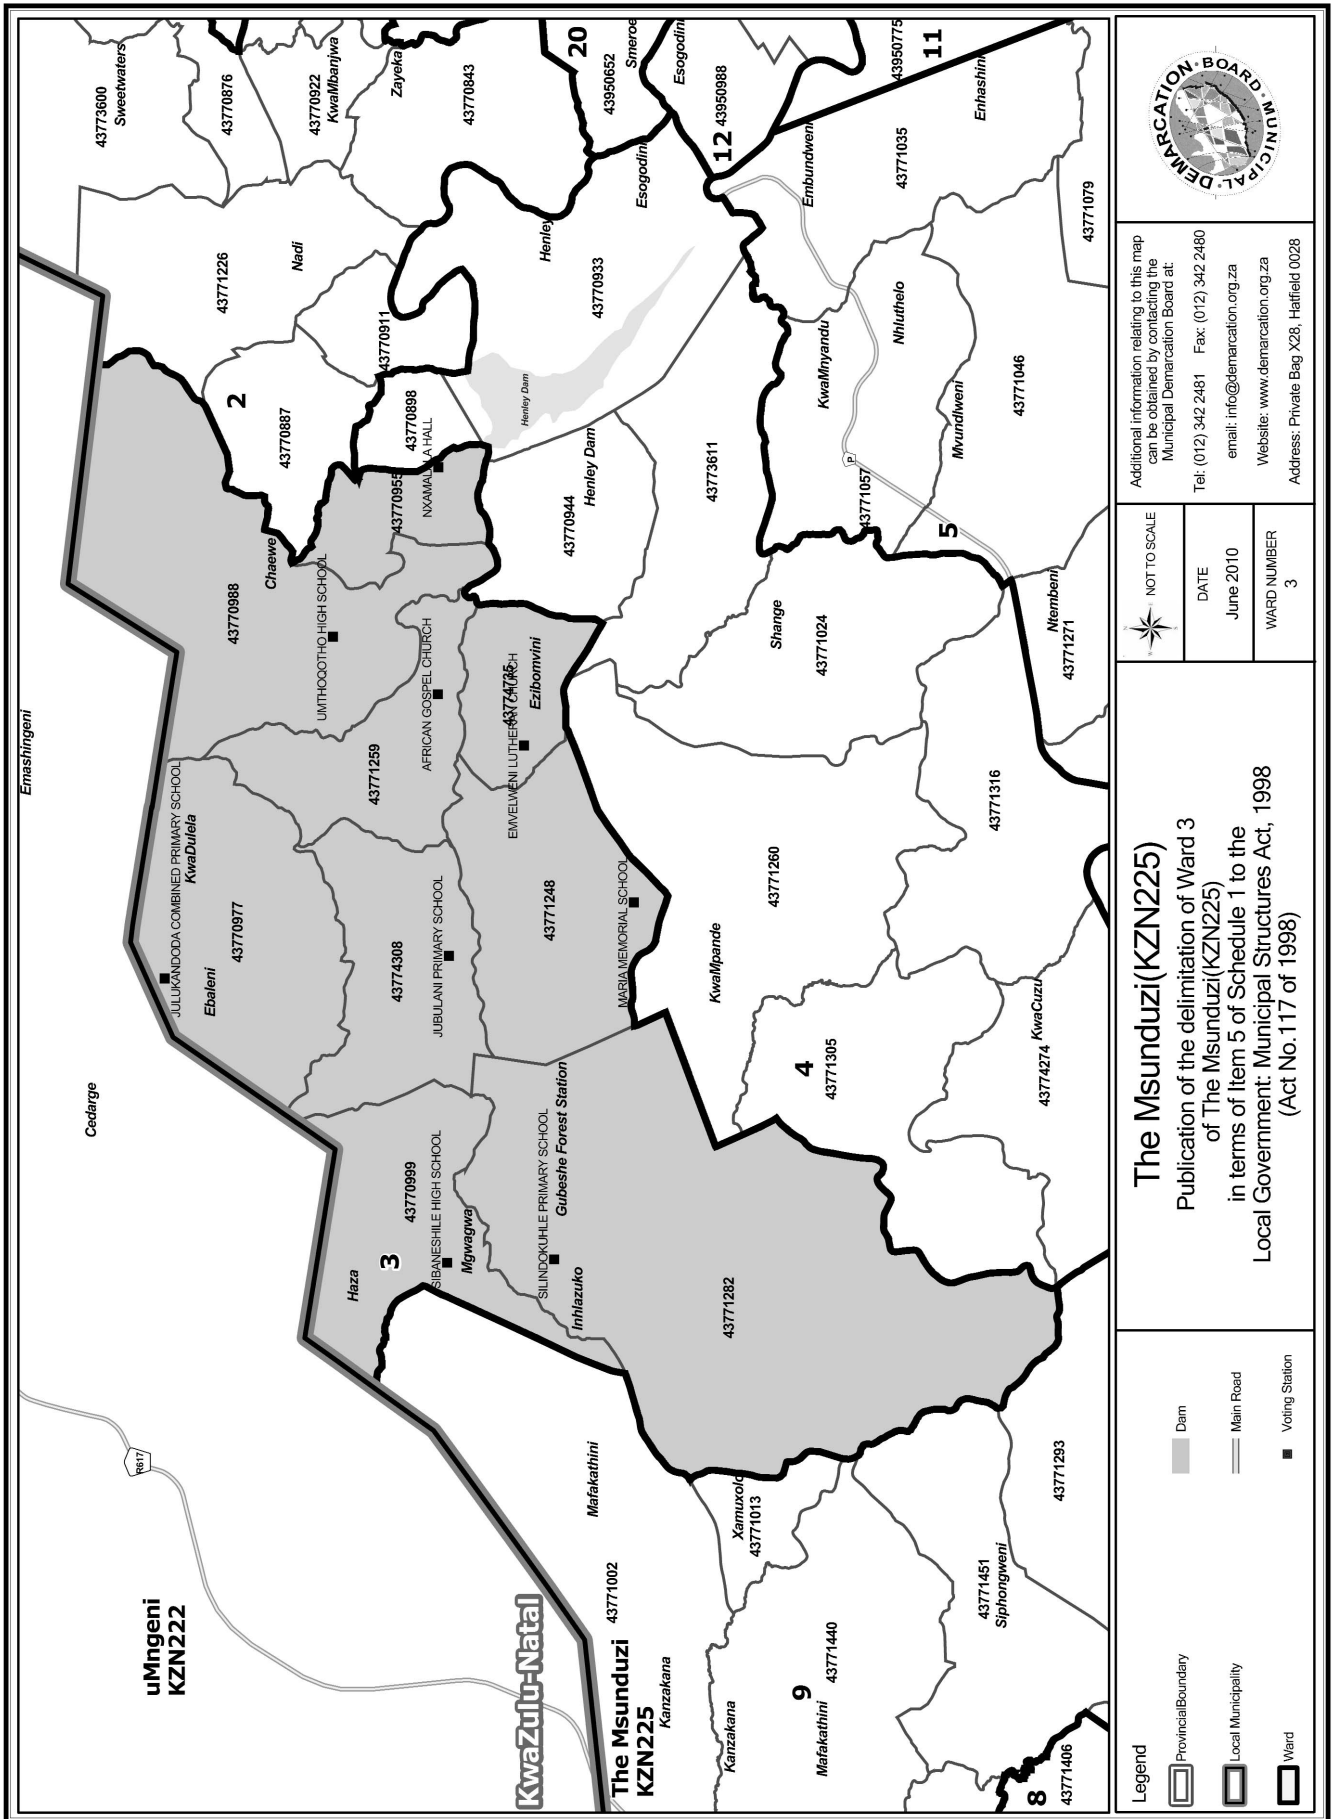 Emashingeni
Cedarge
uMngeni
KZN222
R617
KwaZulu-Natal
The Msunduzi
KZN225
43773600
Sweetwaters
43770876
43770922
KwaMbanjwa
Zayeka
43770843
20
43950652
Smeroe
Esogodini
43950988
43950775
11
12
Enhashini
Embundweni
43771035
43771079
43771226
Nadi
43770911
2
43770887
43770898
NXAMALALA HALL
43770955
Henley
Esogodini
43770933
Henley Dam
Henley Dam
43770944
43773611
KwaMnyandu
Nhluthelo
Mvundlweni
43771046
P
43771057
5
Ntembeni
43771271
Shange
43771024
43771316
Chaewe
43770988
UMTHOQOTHO HIGH SCHOOL
AFRICAN GOSPEL CHURCH
43774735
EMVELWENI LUTHERAN CHURCH
Ezibomvini
43771259
JULUKANDODA COMBINED PRIMARY SCHOOL
KwaDulela
43770977
Ebaleni
43774308
JUBULANI PRIMARY SCHOOL
43771248
MARIA MEMORIAL SCHOOL
KwaMpande
43771260
4
43771305
43774274
KwaCuzu
43770999
3
Haza
SIBANESHILE HIGH SCHOOL
Mgwagwa
SILINDOKUHLE PRIMARY SCHOOL
Gubeshe Forest Station
Inhlazuko
43771282
Mafakathini
43771002
Kanzakana
Xamuxolo
43771013
Kanzakana
9
43771440
Mafakathini
43771451
Siphongweni
43771293
8
43771406
Legend
ProvincialBoundary
Local Municipality
Ward
Dam
Main Road
Voting Station
The Msunduzi(KZN225)
Publication of the delimitation of Ward 3
of The Msunduzi(KZN225)
in terms of Item 5 of Schedule 1 to the
Local Government: Municipal Structures Act, 1998
(Act No.117 of 1998)
NOT TO SCALE
DATE
June 2010
WARD NUMBER
3
Additional information relating to this map
can be obtained by contacting the
Municipal Demarcation Board at:
Tel: (012) 342 2481 Fax: (012) 342 2480
email: info@demarcation.org.za
Website: www.demarcation.org.za
Address: Private Bag X28, Hatfield 0028
MUNICIPAL • DEMARCATION • BOARD